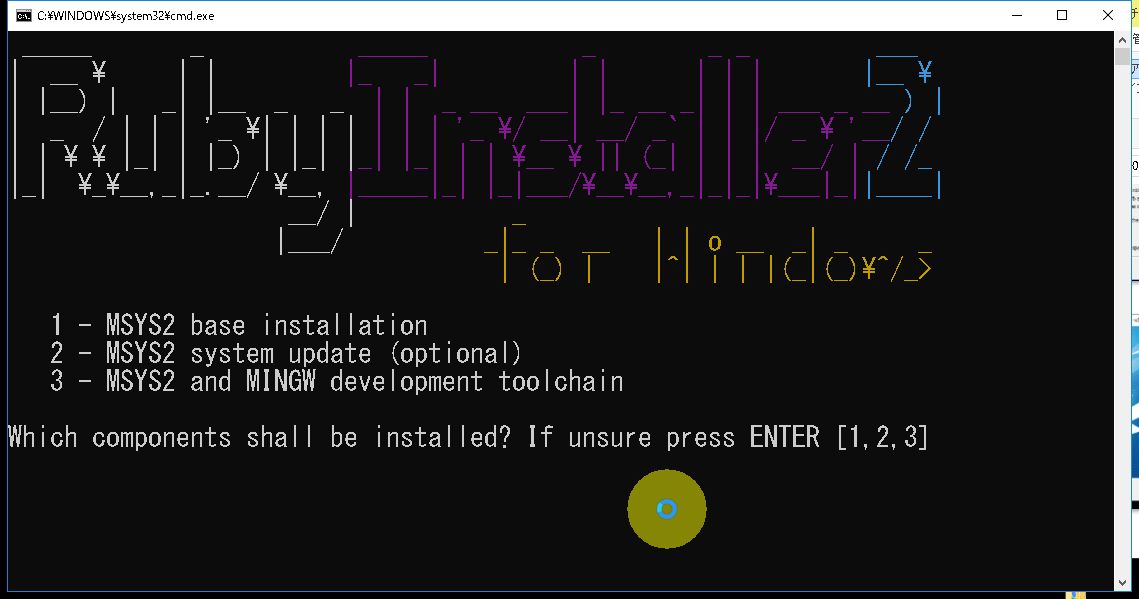 C:¥WINDOWS¥system32¥cmd.exe
RubyInstaller2
for Windows
1 - MSYS2 base installation
2 - MSYS2 system update (optional)
3 - MSYS2 and MINGW development toolchain
Which components shall be installed? If unsure press ENTER [1,2,3]